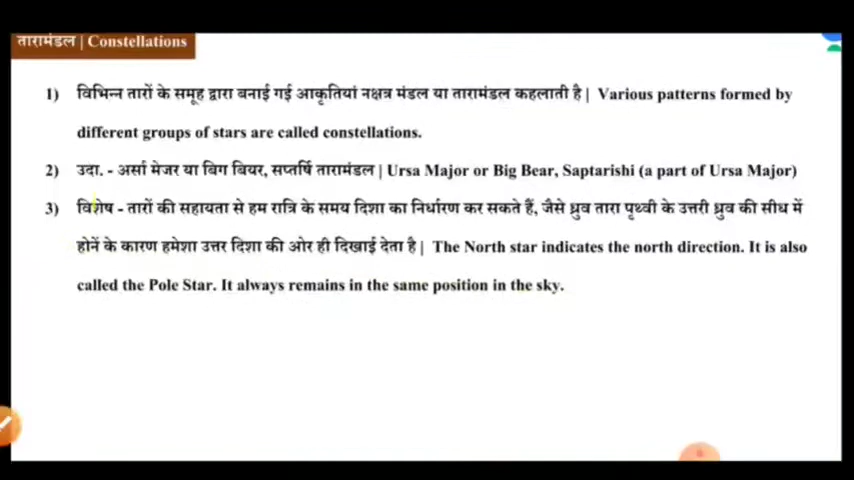 तारामंडल | Constellations
1) विभिन्न तारों के समूह द्वारा बनाई गई आकृतियां नक्षत्र मंडल या तारामंडल कहलाती है | Various patterns formed by
different groups of stars are called constellations.
2) उदा. - अर्सा मेजर या बिग बियर, सप्तर्षि तारामंडल | Ursa Major or Big Bear, Saptarishi (a part of Ursa Major)
3) विशेष - तारों की सहायता से हम रात्रि के समय दिशा का निर्धारण कर सकते हैं, जैसे ध्रुव तारा पृथ्वी के उत्तरी ध्रुव की सीध में
होनें के कारण हमेशा उत्तर दिशा की ओर ही दिखाई देता है | The North star indicates the north direction. It is also
called the Pole Star. It always remains in the same position in the sky.